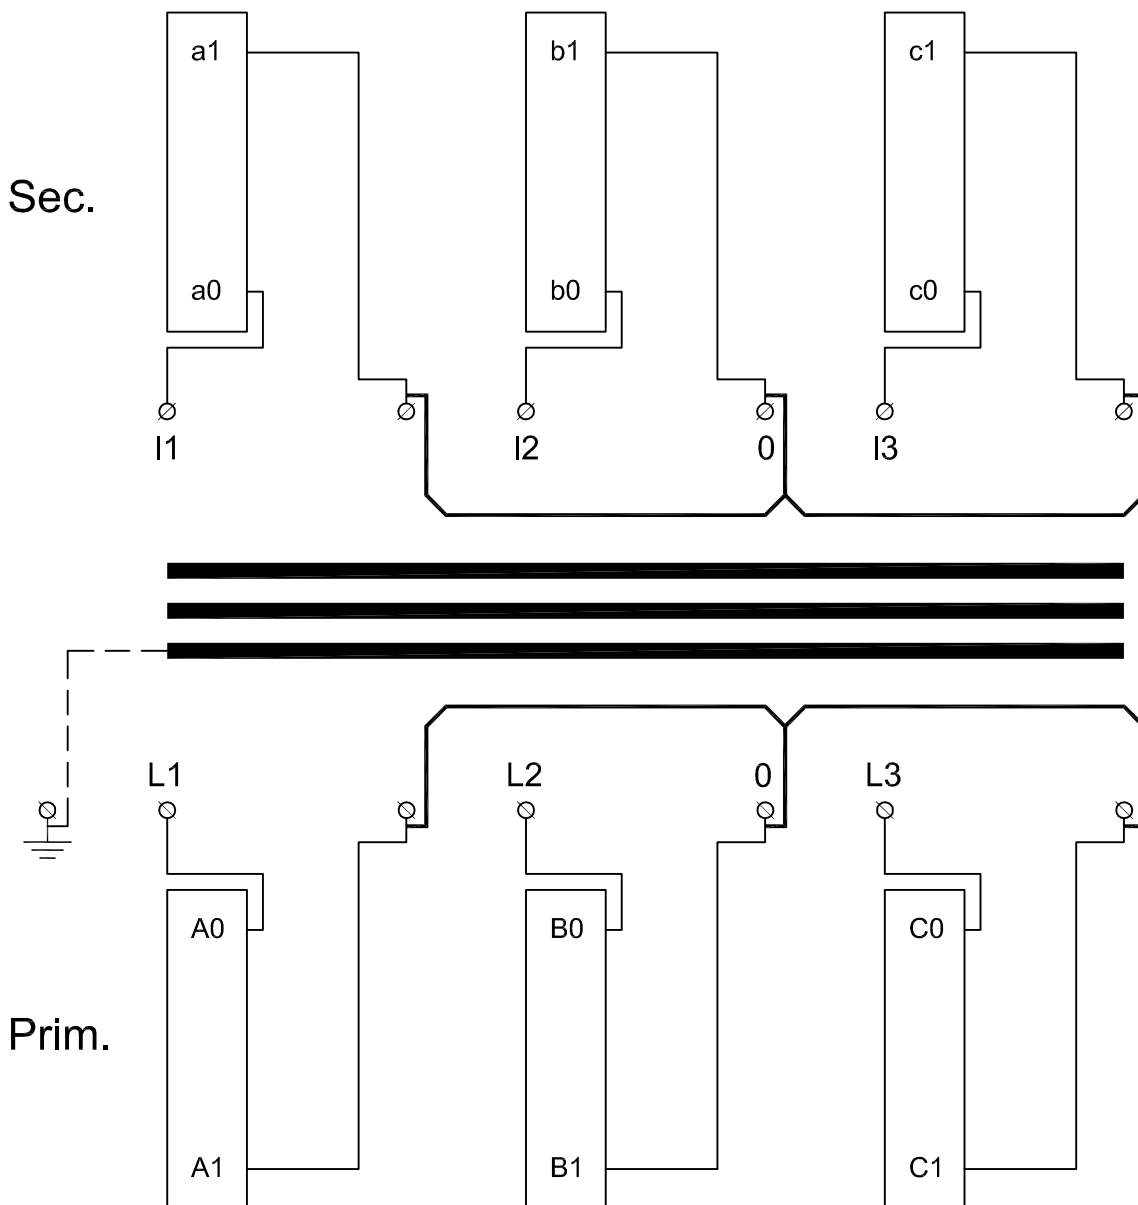 a1 b1 c1
Sec.
a0 b0 c0
l1 l2 0 l3
L1 L2 0 L3
A0 B0 C0
Prim.
A1 B1 C1